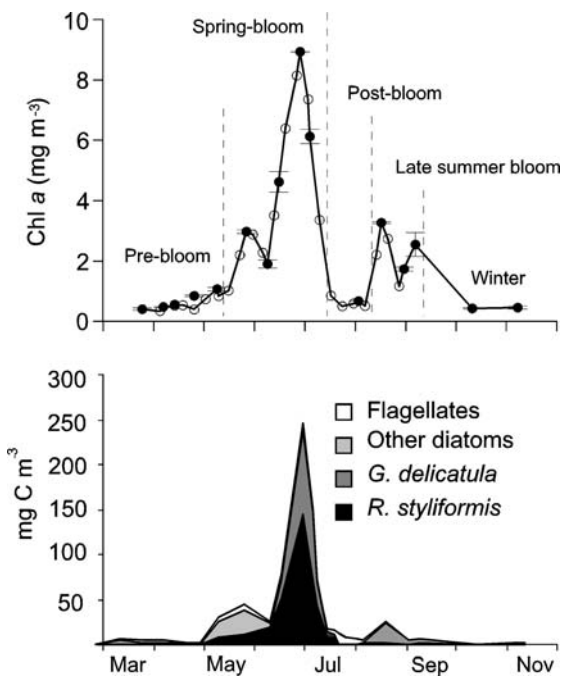 10
Spring-bloom
8
Post-bloom
6
Chl a (mg m-3)
4
Late summer bloom
Pre-bloom
2
Winter
0
300
250
Flagellates
Other diatoms
200
G. delicatula
mg C m-3
150
R. styliformis
100
50
Mar May Jul Sep Nov